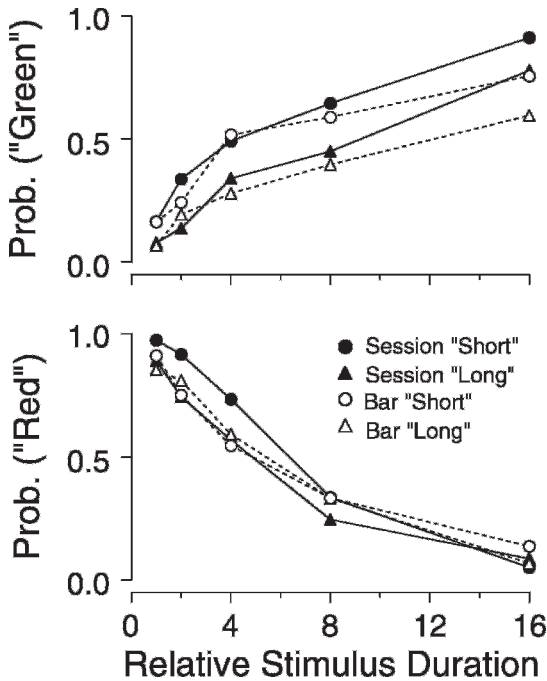 1.0
0.5
0.0
Prob. ("Green")
1.0
0.5
0.0
Prob. ("Red")
Session "Short"
Session "Long"
Bar "Short"
Bar "Long"
0 4 8 12 16
Relative Stimulus Duration